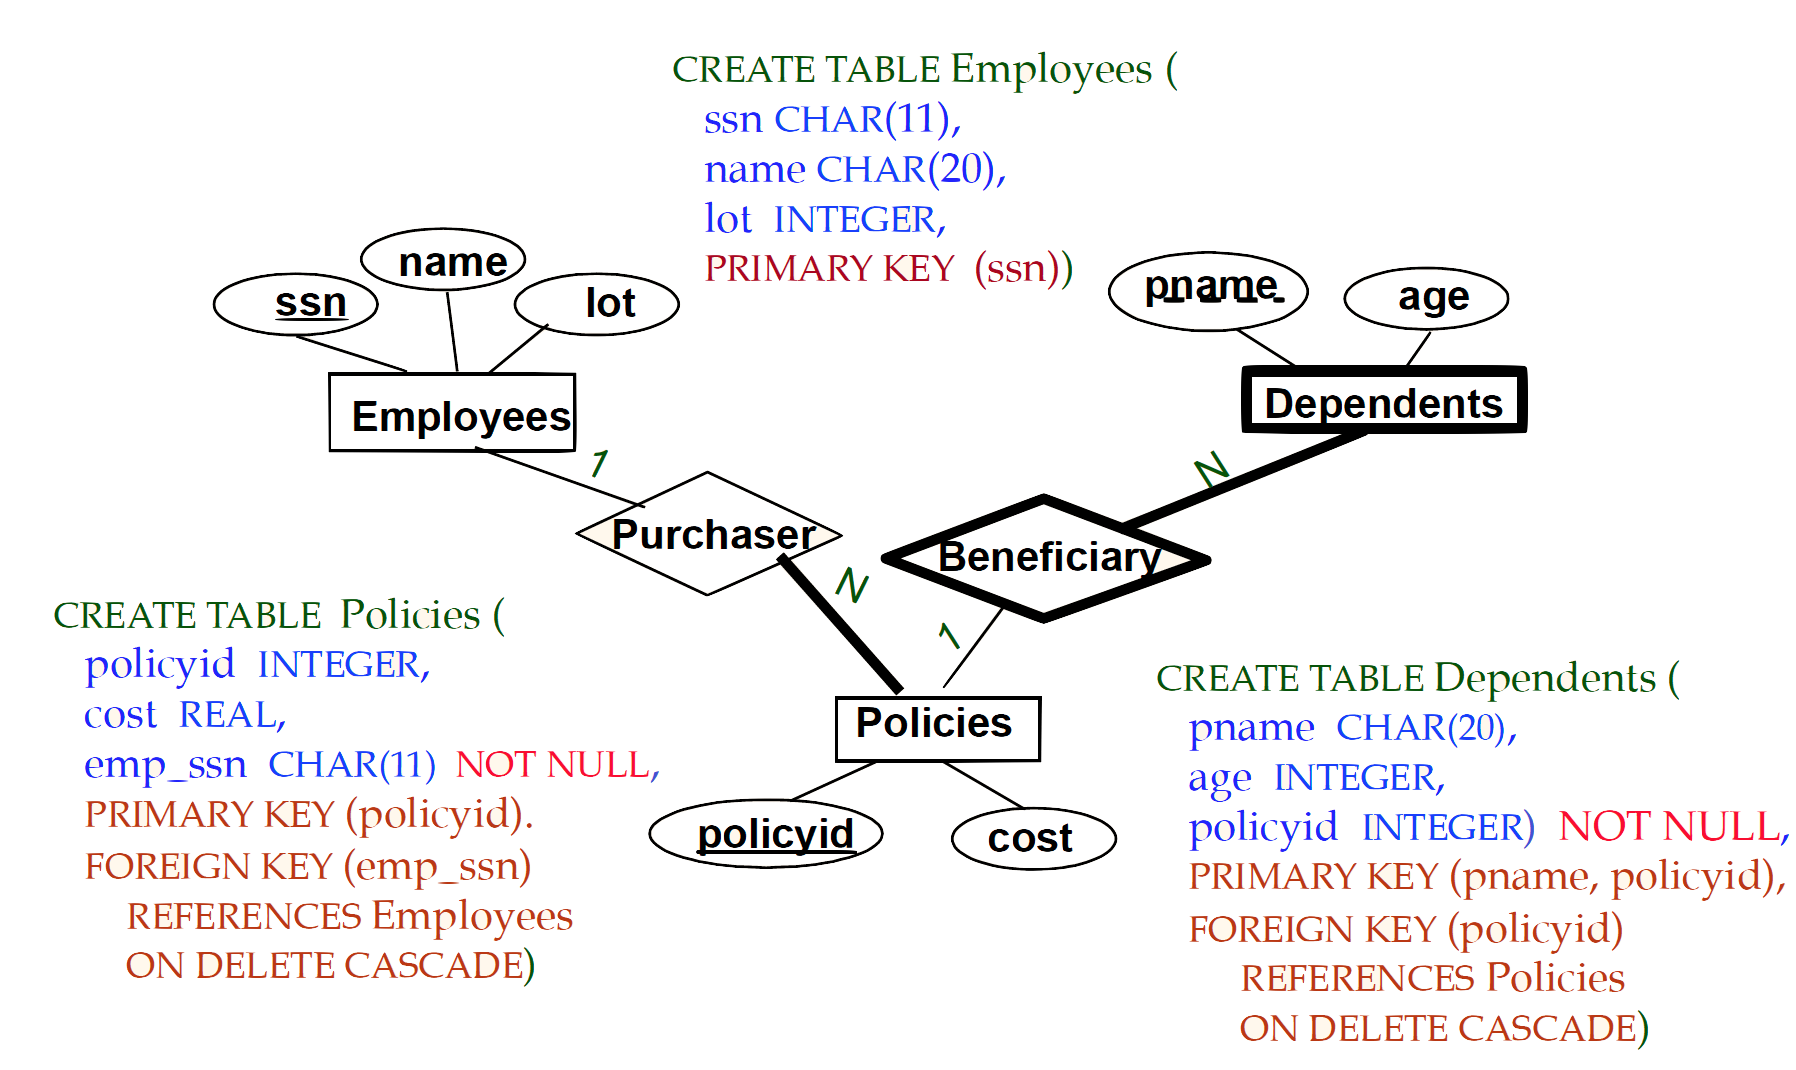 CREATE TABLE Employees (
ssn CHAR(11),
name CHAR(20),
lot INTEGER,
PRIMARY KEY (ssn))
name
ssn
lot
Employees
pname
age
Dependents
1
N
Purchaser
Beneficiary
N
1
Policies
policyid
cost
CREATE TABLE Policies (
policyid INTEGER,
cost REAL,
emp_ssn CHAR(11) NOT NULL,
PRIMARY KEY (policyid).
FOREIGN KEY (emp_ssn)
REFERENCES Employees
ON DELETE CASCADE)
CREATE TABLE Dependents (
pname CHAR(20),
age INTEGER,
policyid INTEGER) NOT NULL,
PRIMARY KEY (pname, policyid),
FOREIGN KEY (policyid)
REFERENCES Policies
ON DELETE CASCADE)